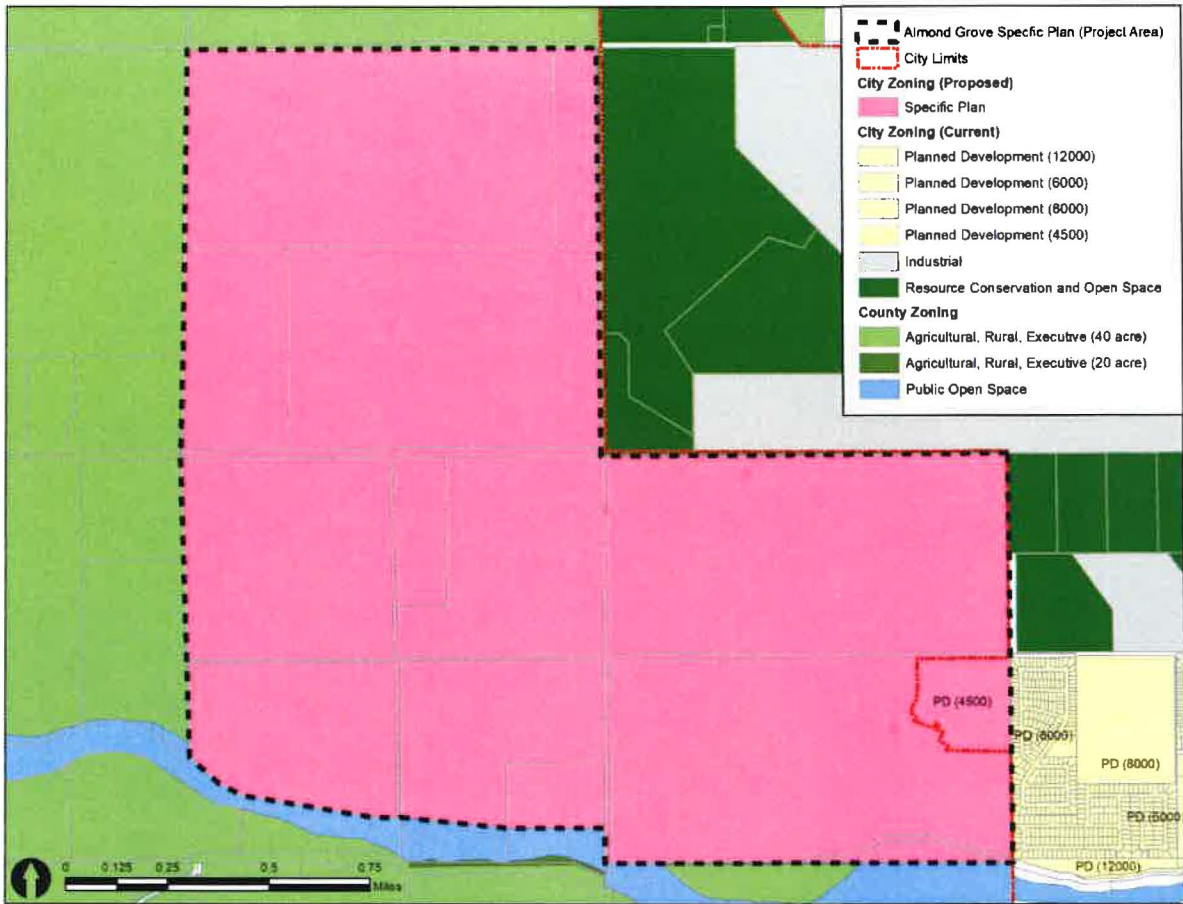 Almond Grove Specfic Plan (Project Area)
City Limits
City Zoning (Proposed)
Specific Plan
City Zoning (Current)
Planned Development (12000)
Planned Development (6000)
Planned Development (8000)
Planned Development (4500)
Industrial
Resource Conservation and Open Space
County Zoning
Agricultural, Rural, Executive (40 acre)
Agricultural, Rural, Executive (20 acre)
Public Open Space
PD (4500)
PD (6000)
PD (8000)
PD (6000)
PD (12000)
0 0.125 0.25 0.5 0.75
Miles